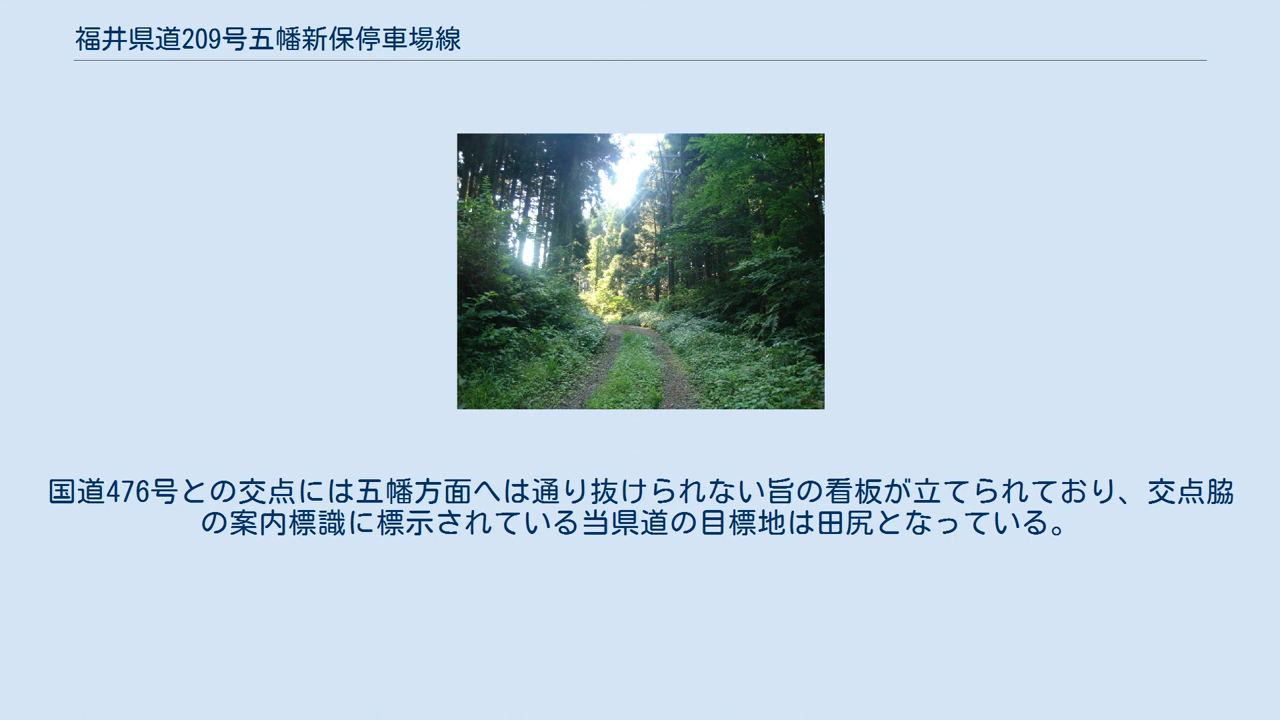 福井県道209号五幡新保停車場線
国道476号との交点には五幡方面へは通り抜けられない旨の看板が立てられており、交点脇
の案内標識に標示されている当県道の目標地は田尻となっている。